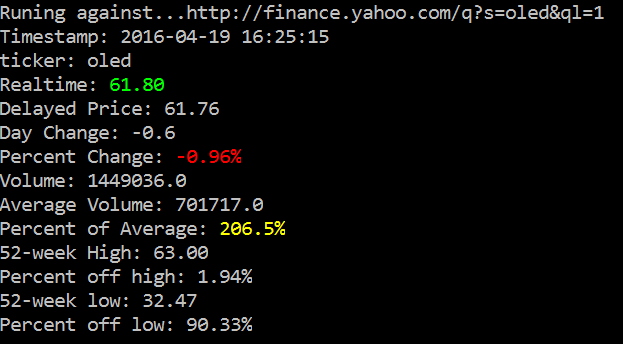 Runing against...http://finance.yahoo.com/q?s=oled&ql=1
Timestamp: 2016-04-19 16:25:15
ticker: oled
Realtime: 61.80
Delayed Price: 61.76
Day Change: -0.6
Percent Change: -0.96%
Volume: 1449036.0
Average Volume: 701717.0
Percent of Average: 206.5%
52-week High: 63.00
Percent off high: 1.94%
52-week low: 32.47
Percent off low: 90.33%